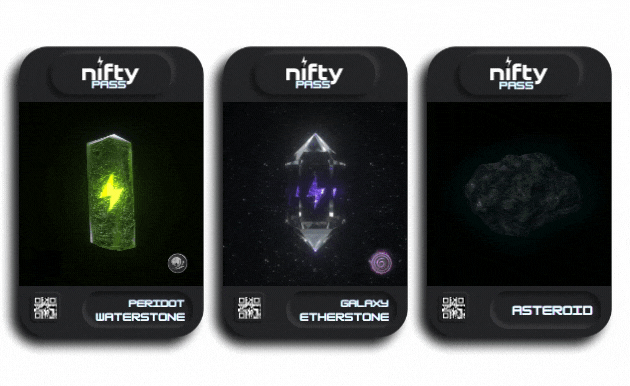 nifty
PASS
PERIDOT
WATERSTONE
nifty
PASS
GALAXY
ETHERSTONE
nifty
PASS
ASTEROID